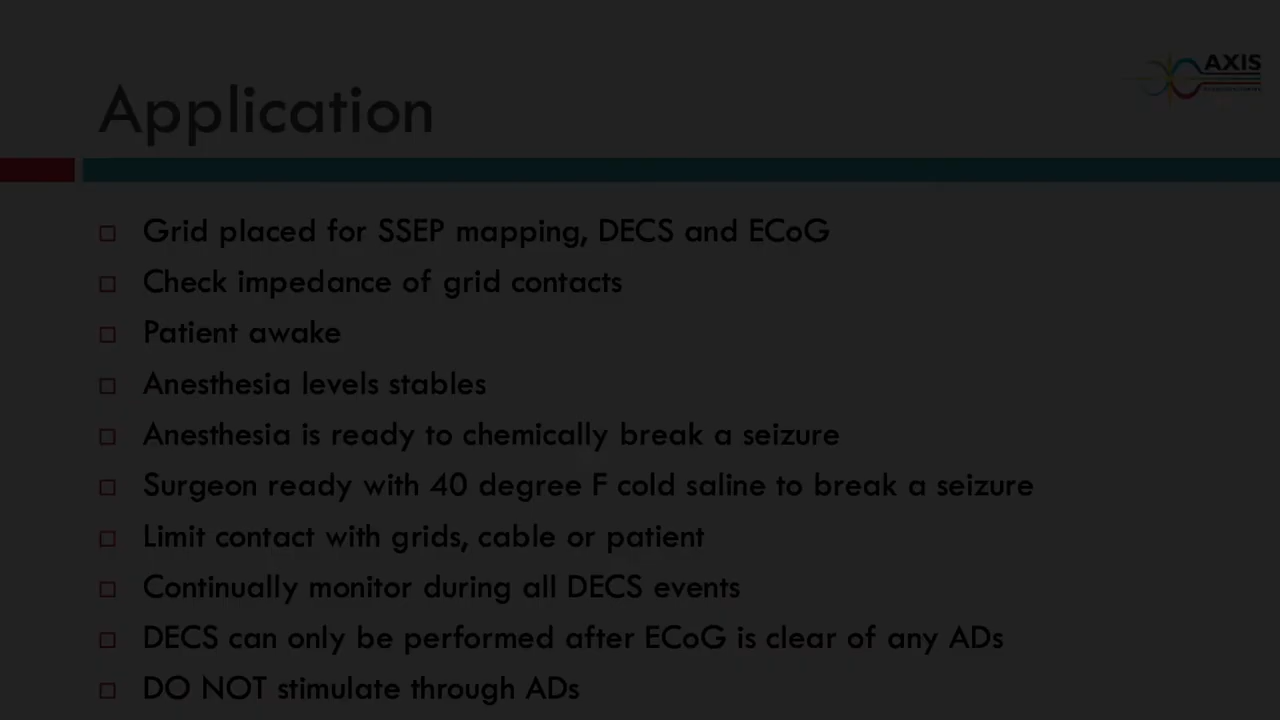 Application
AXIS
Grid placed for SSEP mapping, DECS and ECoG
Check impedance of grid contacts
Patient awake
Anesthesia levels stables
Anesthesia is ready to chemically break a seizure
Surgeon ready with 40 degree F cold saline to break a seizure
Limit contact with grids, cable or patient
Continually monitor during all DECS events
DECS can only be performed after ECoG is clear of any ADs
DO NOT stimulate through ADs